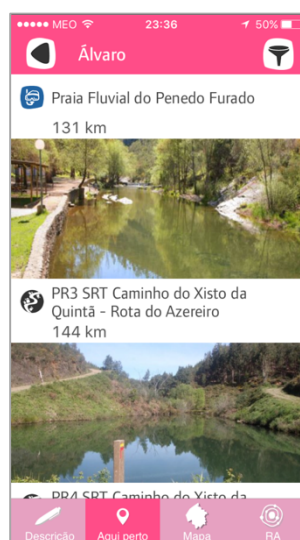 MEO 23:36 50%
Álvaro
Praia Fluvial do Penedo Furado
131 km
PR3 SRT Caminho do Xisto da
Quintã - Rota do Azereiro
144 km
PR4 SRT Caminho do Xisto da
Descrição Aqui perto Mapa RA